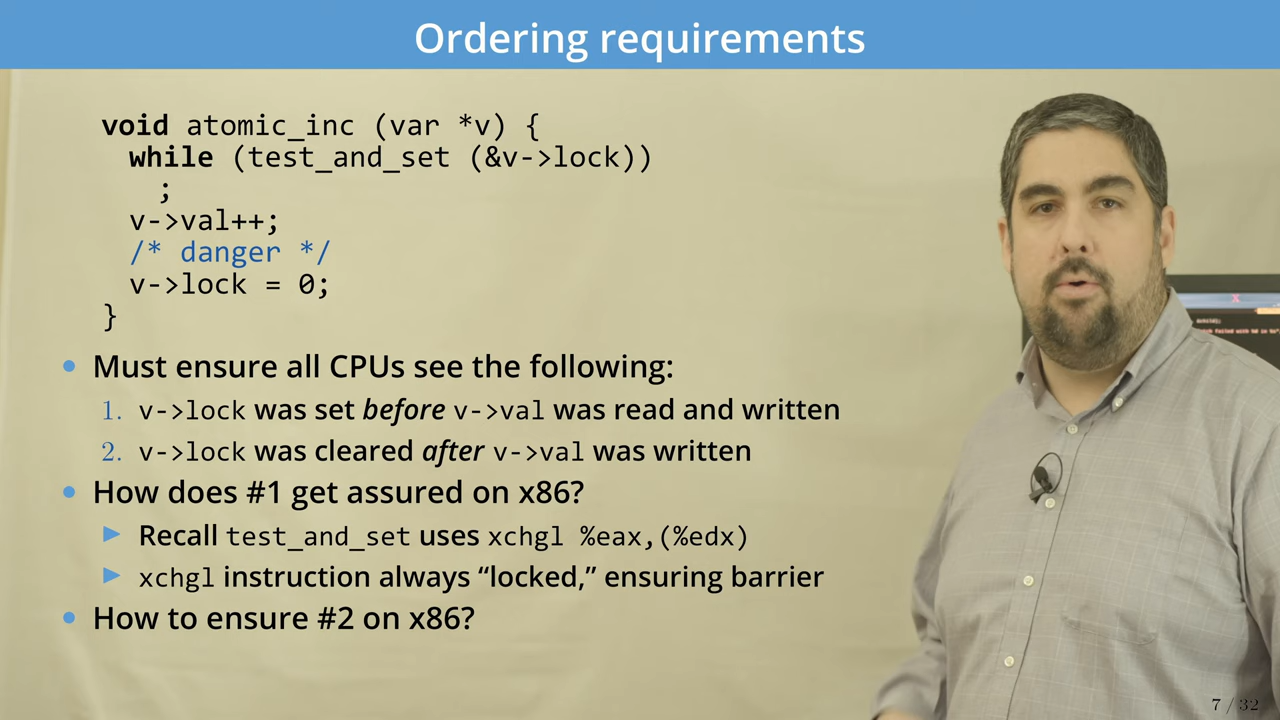 Ordering requirements
void atomic_inc (var *v) {
while (test_and_set (&v->lock))
;
v->val++;
/* danger */
v->lock = 0;
}
• Must ensure all CPUs see the following:
1. v->lock was set before v->val was read and written
2. v->lock was cleared after v->val was written
• How does #1 get assured on x86?
▶ Recall test_and_set uses xchgl %eax,(%edx)
▶ xchgl instruction always “locked,” ensuring barrier
• How to ensure #2 on x86?
7 / 32